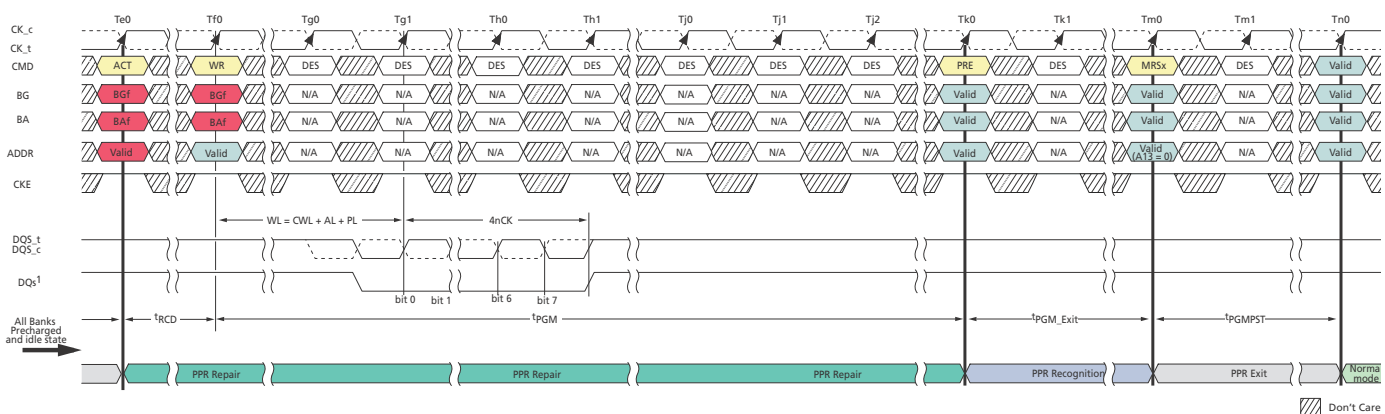 Te0 Tf0 Tg0 Tg1 Th0 Th1 Tj0 Tj1 Tj2 Tk0 Tk1 Tm0 Tm1 Tn0
CK_c
CK_t
CMD ACT WR DES DES DES DES DES DES DES PRE DES MRSx DES Valid
BG BGf BGf N/A N/A N/A N/A N/A N/A N/A Valid N/A Valid N/A Valid
BA BAf BAf N/A N/A N/A N/A N/A N/A N/A Valid N/A Valid N/A Valid
ADDR Valid Valid N/A N/A N/A N/A N/A N/A N/A Valid N/A Valid (A13 = 0) N/A Valid
CKE
WL = CWL + AL + PL 4nCK
DQS_t
DQS_c
DQs1
bit 0 bit 1 bit 6 bit 7
All Banks Precharged and idle state
tRCD tPGM tPGM_Exit tPGMPST
PPR Repair PPR Repair PPR Repair PPR Recognition PPR Exit Normal mode
Don't Care